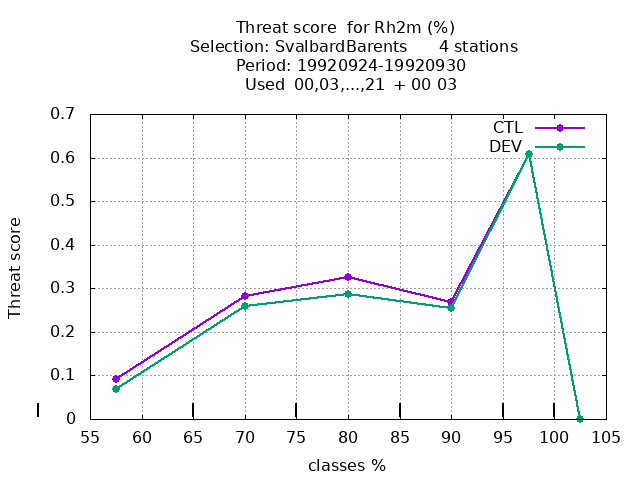 Threat score  for Rh2m (%)
Selection: SvalbardBarents      4 stations
Period: 19920924-19920930
Used  00,03,...,21  + 00 03
CTL
DEV
0.7
0.6
0.5
0.4
0.3
0.2
0.1
0
Threat score
55 60 65 70 75 80 85 90 95 100 105
classes %